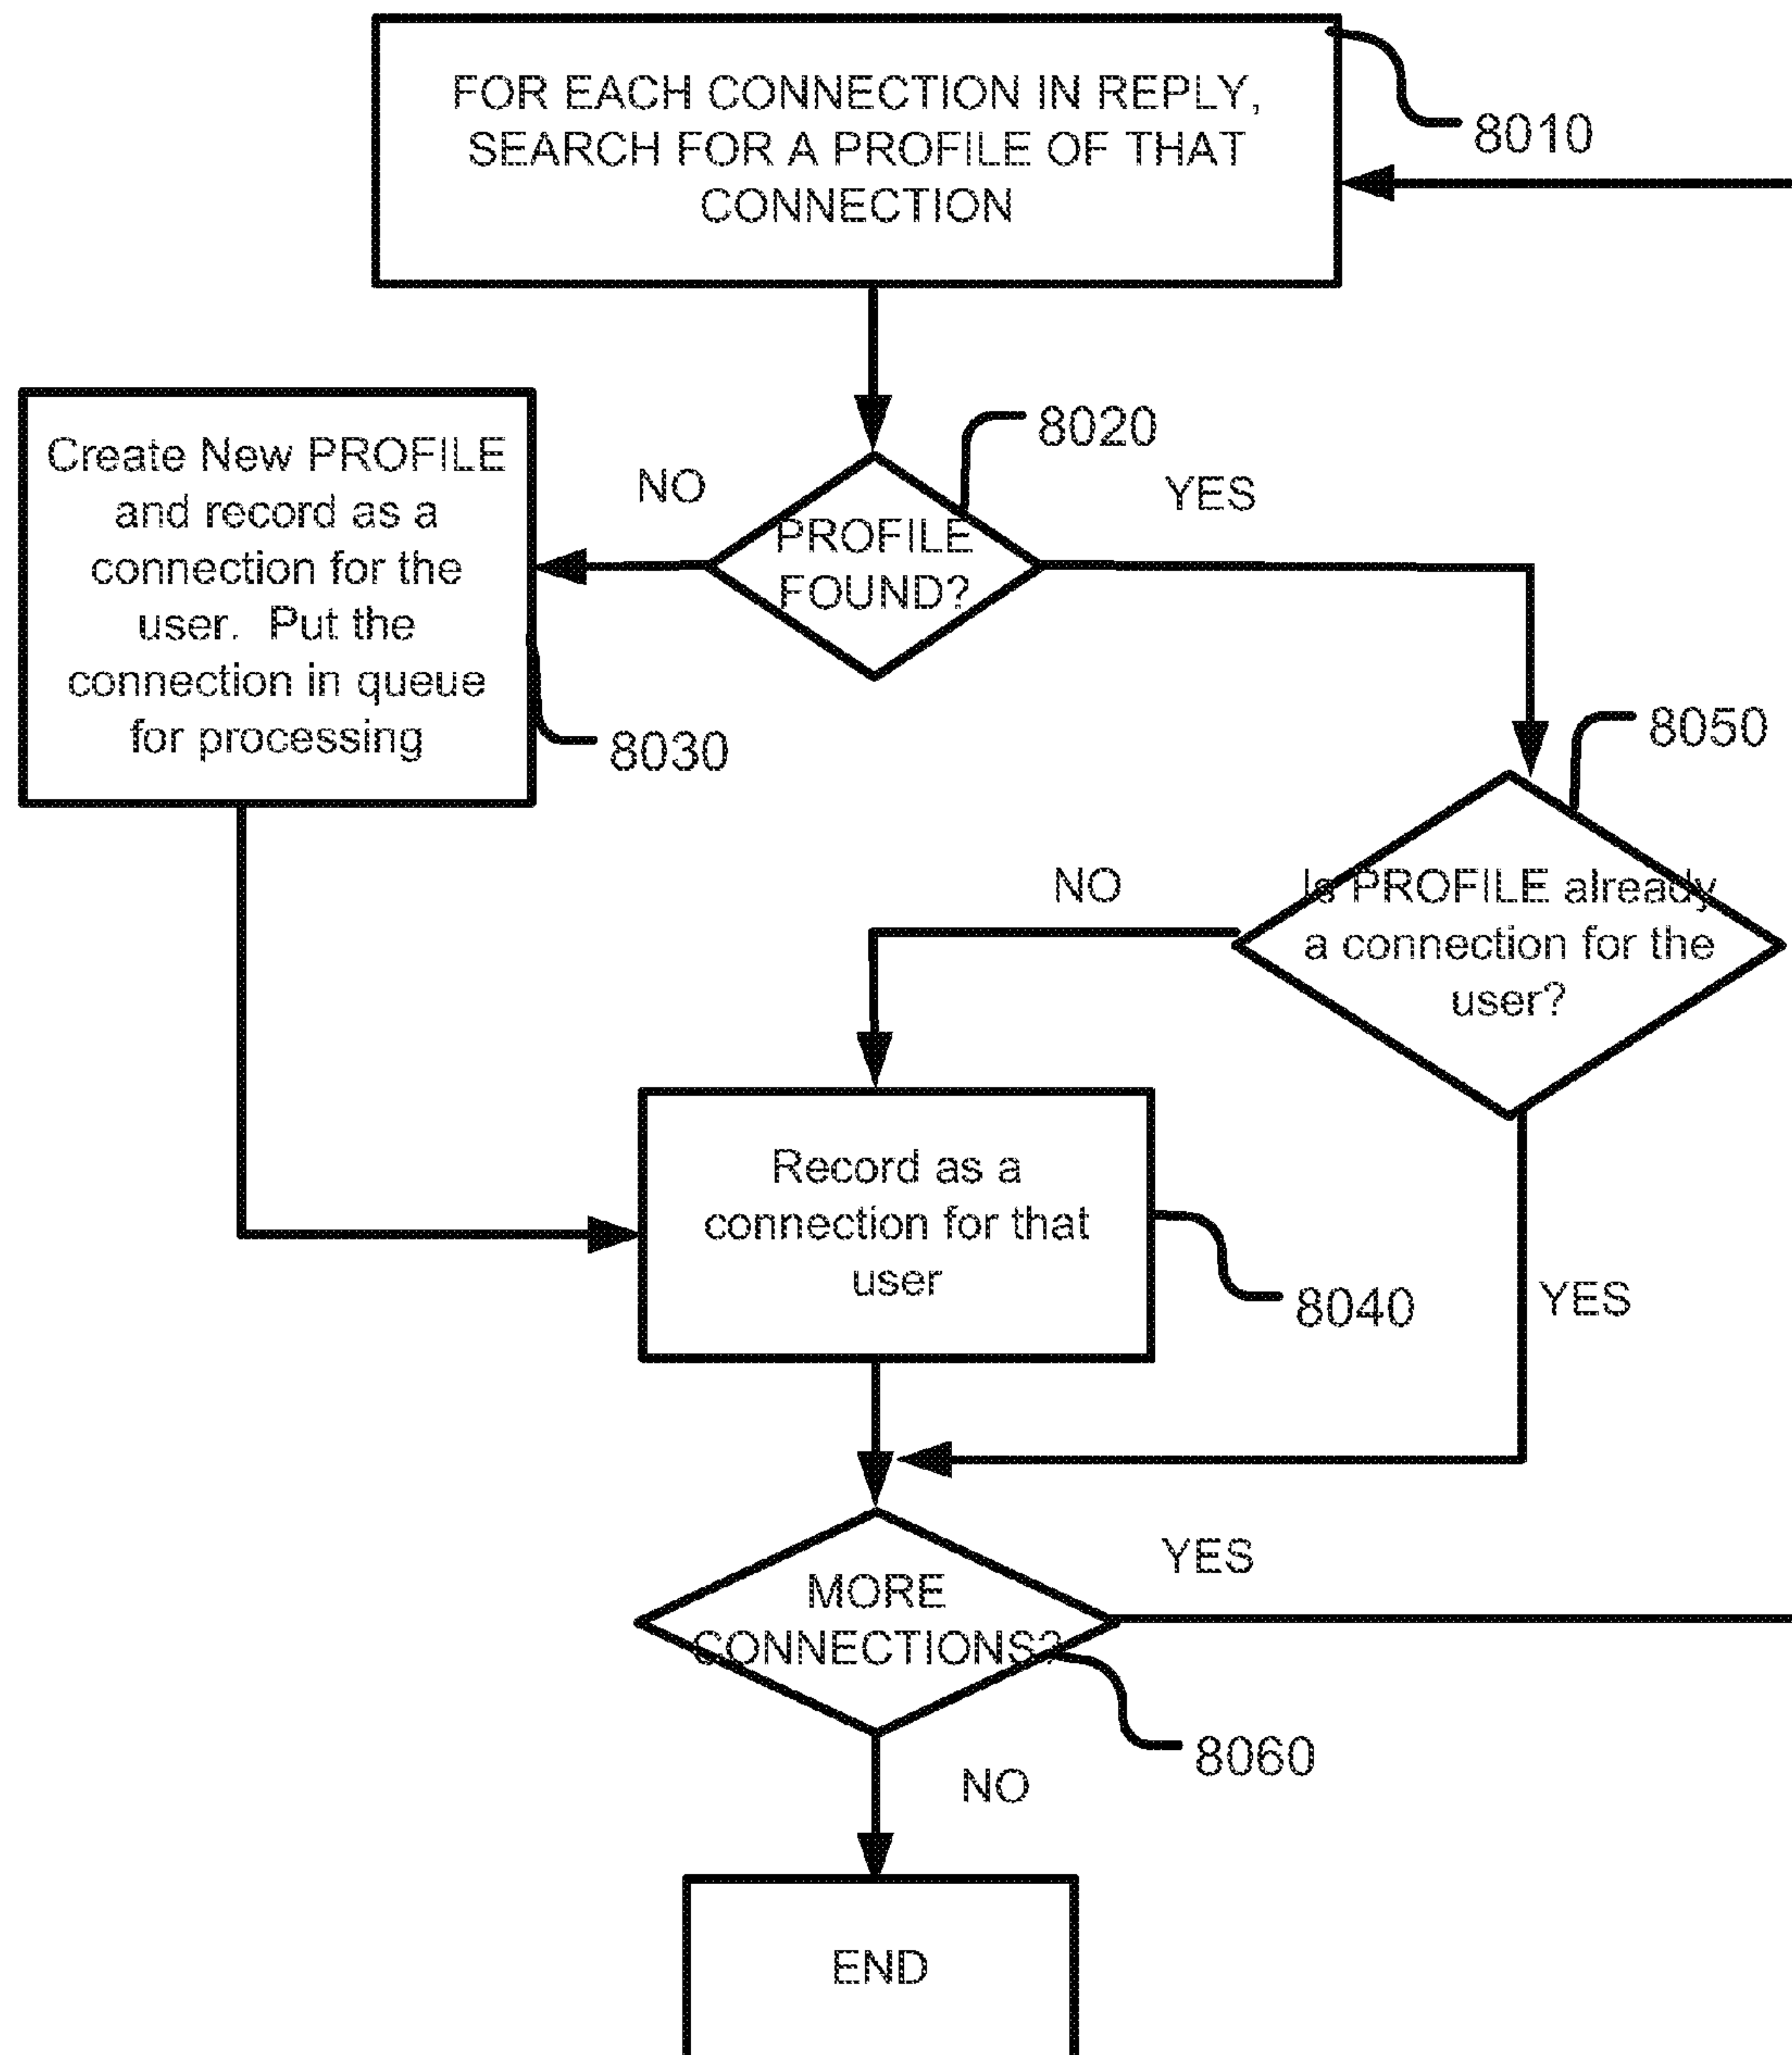 FOR EACH CONNECTION IN REPLY,
SEARCH FOR A PROFILE OF THAT
CONNECTION
8010
Create New PROFILE
and record as a
connection for the
user.  Put the
connection in queue
for processing
8030
NO
8020
YES
PROFILE
FOUND?
8050
NO
Is PROFILE already
a connection for the
user?
Record as a
connection for that
user
8040
YES
YES
MORE
CONNECTIONS?
8060
NO
END